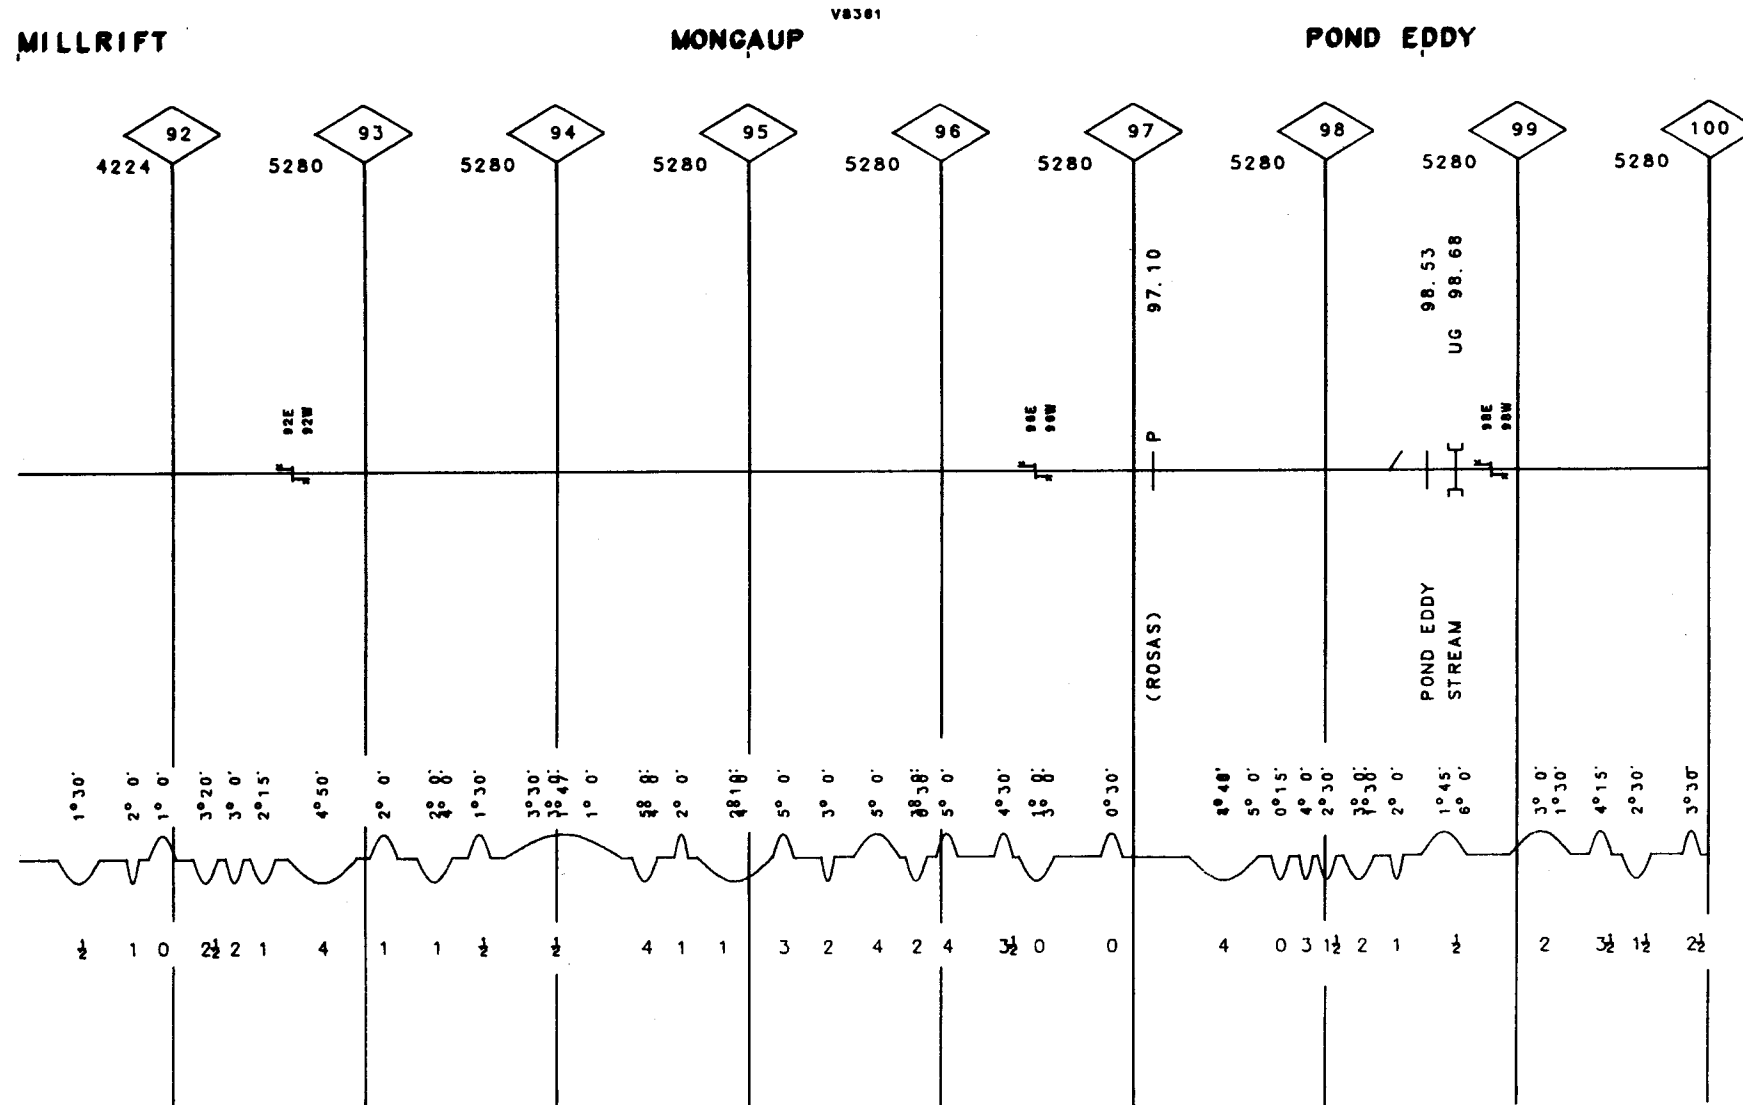 V8381
MILLRIFT MONGAUP POND EDDY
92 93 94 95 96 97 98 99 100
4224 5280 5280 5280 5280 5280 5280 5280 5280
97.10
98.53
UG 98.68
92E
92W
96E
96W
98E
98W
P
(ROSAS)
POND EDDY
STREAM
1°30' 2° 0' 1° 0' 3°20' 3° 0' 2°15' 4°50' 2° 0' 1°30' 3°30' 1°47' 1° 0' 2° 0' 5° 0' 3° 0' 5° 0' 5° 0' 4°30' 0°30' 5° 0' 0°15' 4° 0' 2°30' 1°30' 2° 0' 1°45' 6° 0' 3° 0' 1°30' 4°15' 2°30' 3°30'
½ 1 0 2½ 2 1 4 1 1 ½ ½ 4 1 1 3 2 4 2 4 3½ 0 0 4 0 3 1½ 2 1 ½ 2 3½ 1½ 2½